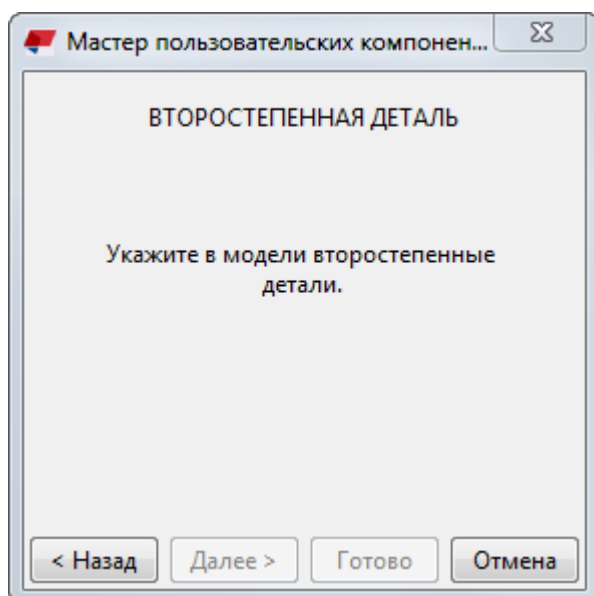 Мастер пользовательских компонен...
ВТОРОСТЕПЕННАЯ ДЕТАЛЬ
Укажите в модели второстепенные
детали.
< Назад
Далее >
Готово
Отмена